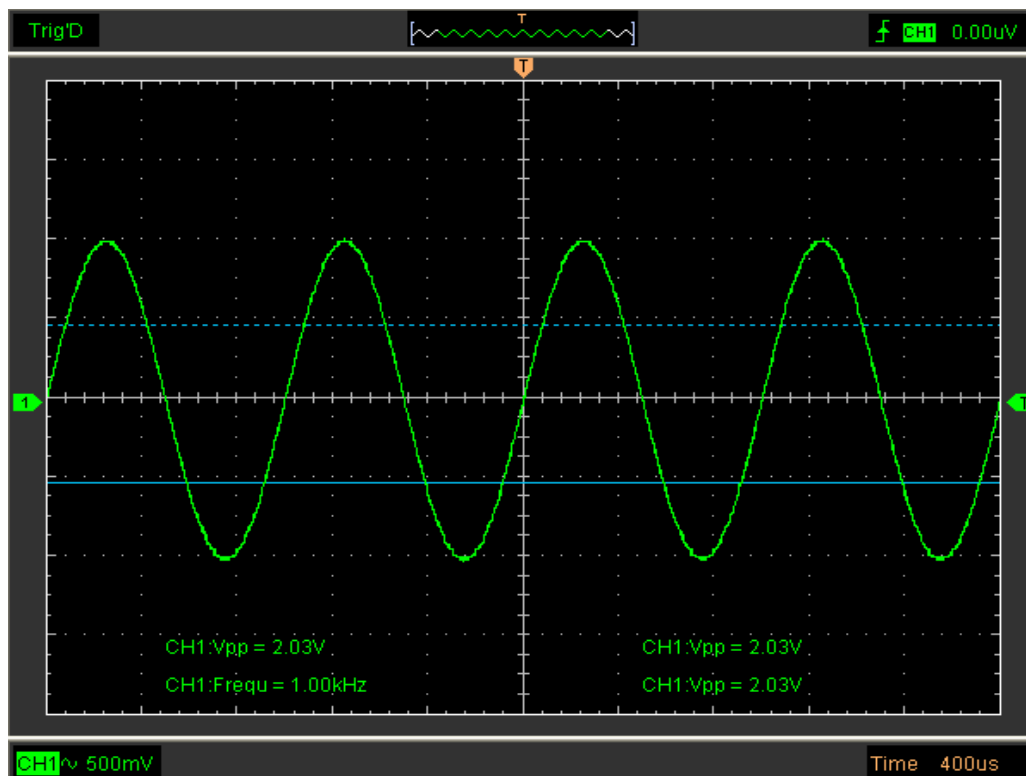 Trig'D
T
CH1 0.00uV
T
1
T
CH1:Vpp = 2.03V
CH1:Vpp = 2.03V
CH1:Frequ = 1.00kHz
CH1:Vpp = 2.03V
CH1 500mV
Time 400us